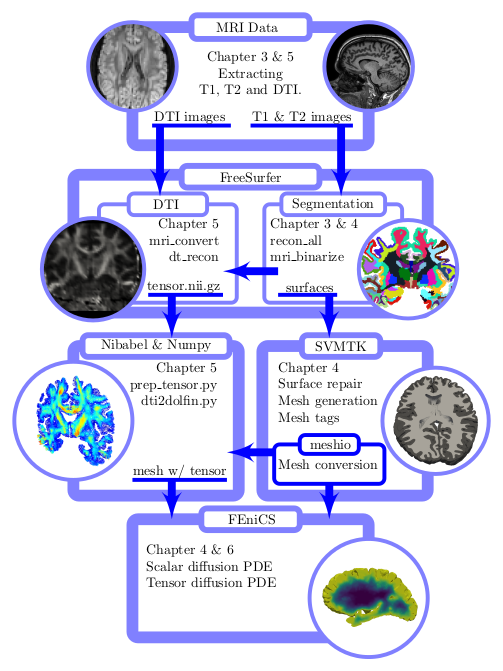 MRI Data
Chapter 3 & 5
Extracting
T1, T2 and DTI.
DTI images
T1 & T2 images
FreeSurfer
DTI
Chapter 5
mri_convert
dt_recon
tensor.nii.gz
Segmentation
Chapter 3 & 4
recon_all
mri_binarize
surfaces
Nibabel & Numpy
Chapter 5
prep_tensor.py
dti2dolfin.py
mesh w/ tensor
SVMTK
Chapter 4
Surface repair
Mesh generation
Mesh tags
meshio
Mesh conversion
FEniCS
Chapter 4 & 6
Scalar diffusion PDE
Tensor diffusion PDE